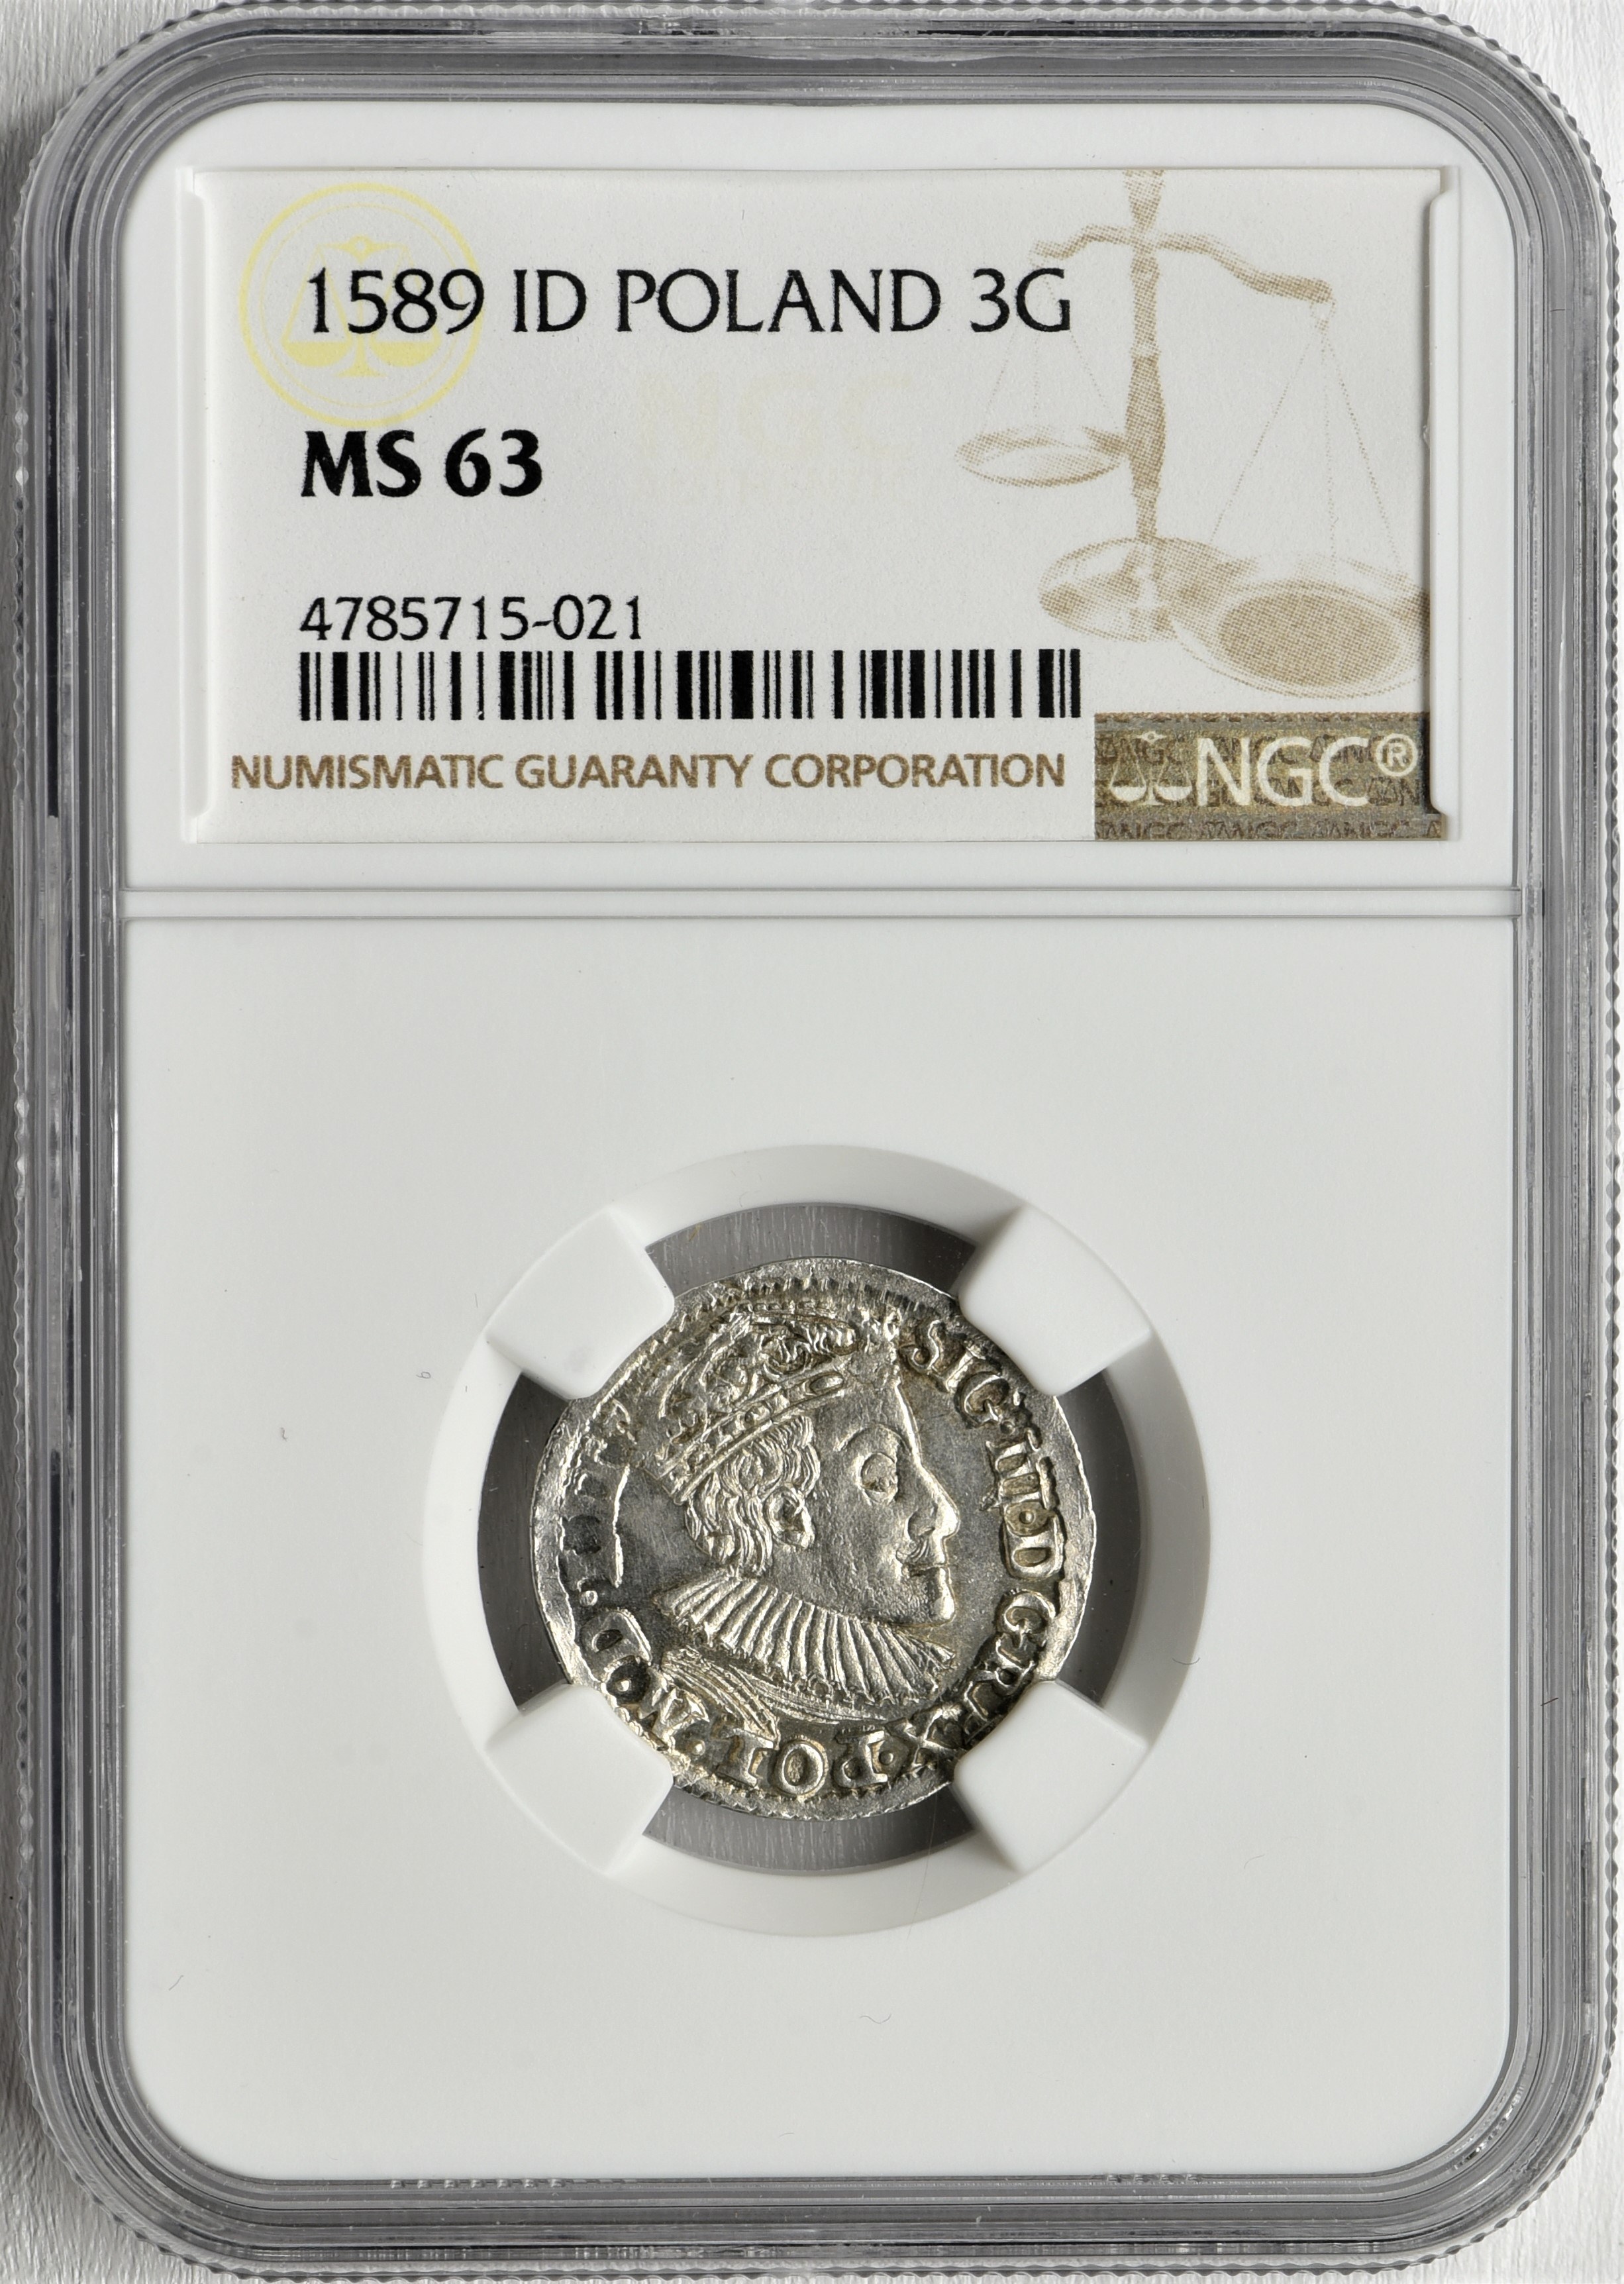 1589 ID POLAND 3G
MS 63
4785715-021
NUMISMATIC GUARANTY CORPORATION
NGC®
SIG·III·D G·REX·POL·M·D·